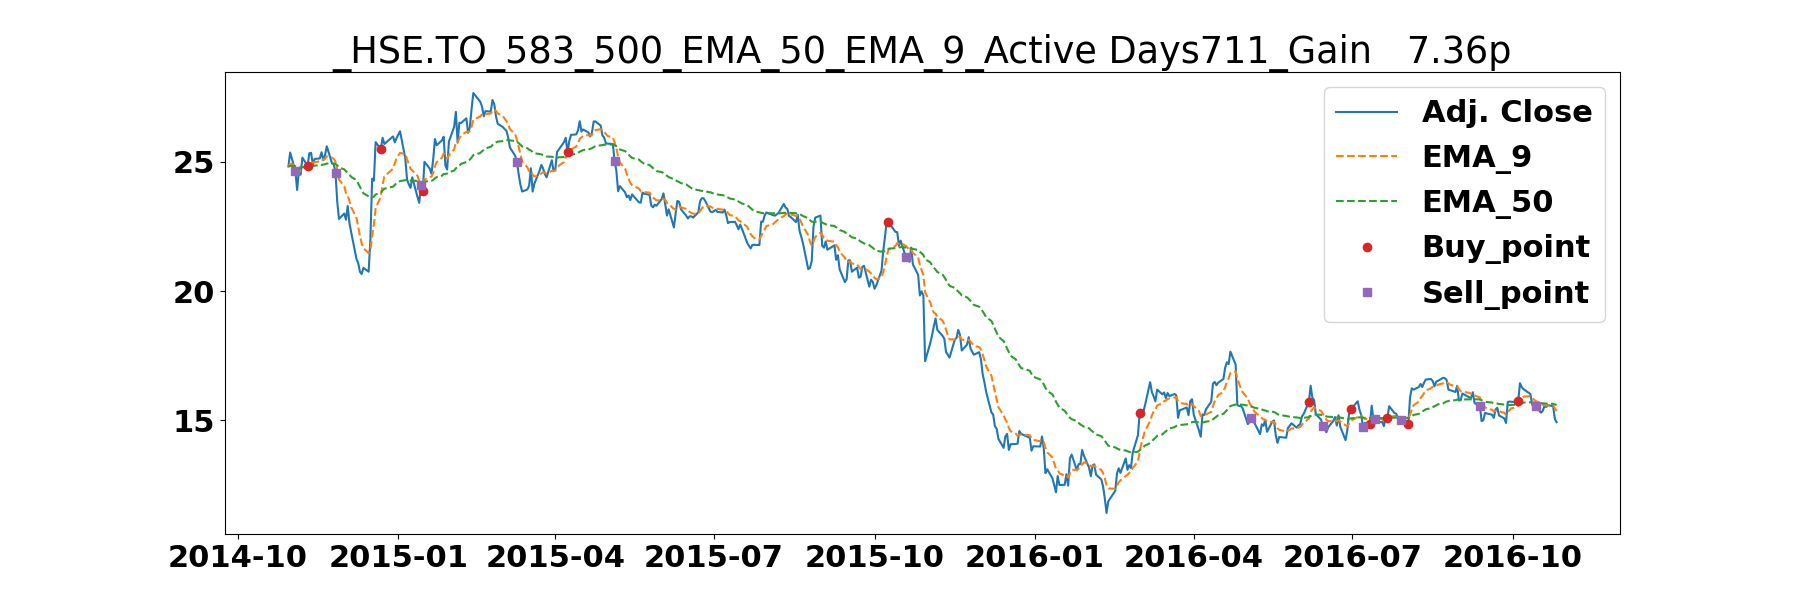 _HSE.TO_583_500_EMA_50_EMA_9_Active Days711_Gain   7.36p
Adj. Close
EMA_9
EMA_50
Buy_point
Sell_point
25
20
15
2014-10 2015-01 2015-04 2015-07 2015-10 2016-01 2016-04 2016-07 2016-10